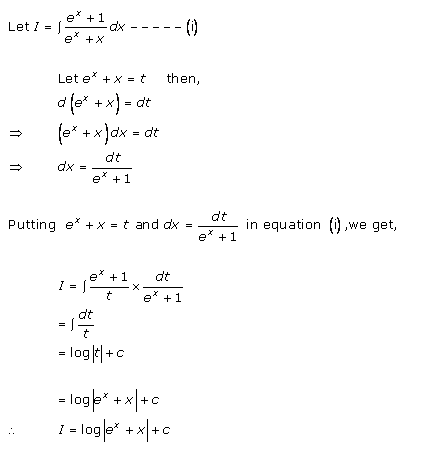 Let I = ∫ (e^x + 1)/(e^x + x) dx - - - - - (i)
Let e^x + x = t then,
d(e^x + x) = dt
⇒ (e^x + x)dx = dt
⇒ dx = dt/(e^x + 1)
Putting e^x + x = t and dx = dt/(e^x + 1) in equation (i), we get,
I = ∫ (e^x + 1)/t × dt/(e^x + 1)
= ∫ dt/t
= log|t| + c
= log|e^x + x| + c
∴ I = log|e^x + x| + c